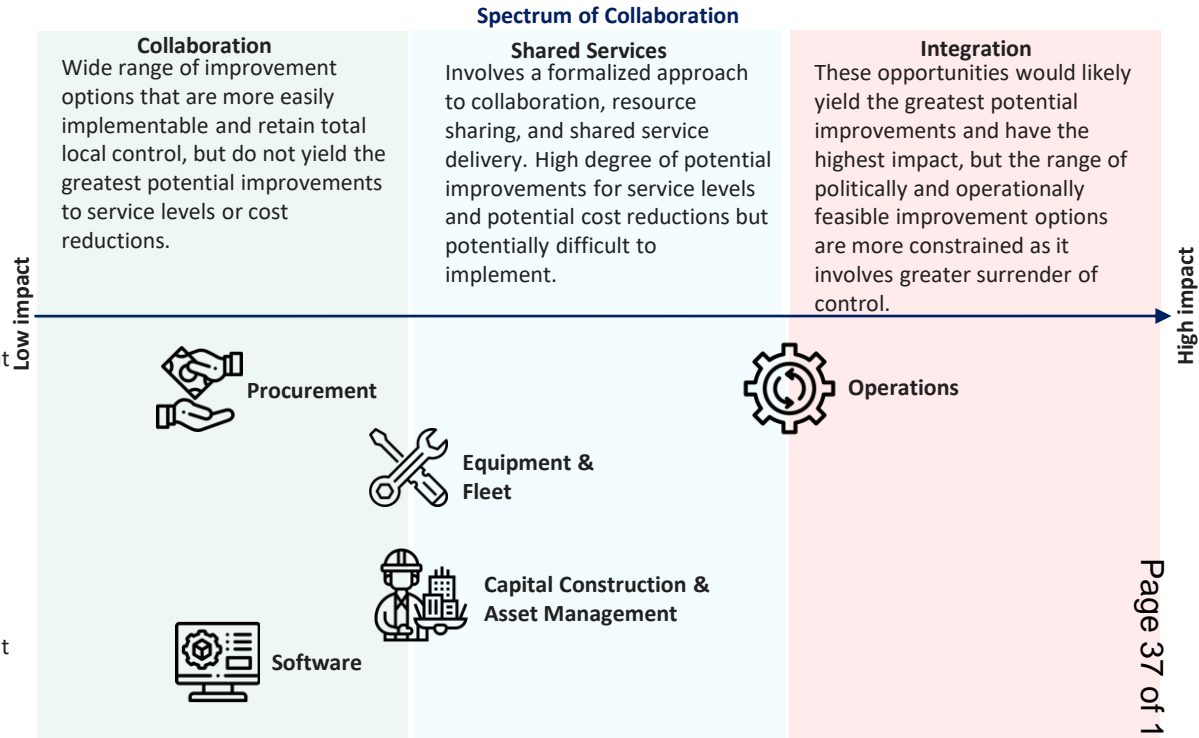 Spectrum of Collaboration
Collaboration
Wide range of improvement
options that are more easily
implementable and retain total
local control, but do not yield the
greatest potential improvements
to service levels or cost
reductions.
Shared Services
Involves a formalized approach
to collaboration, resource
sharing, and shared service
delivery. High degree of potential
improvements for service levels
and potential cost reductions but
potentially difficult to
implement.
Integration
These opportunities would likely
yield the greatest potential
improvements and have the
highest impact, but the range of
politically and operationally
feasible improvement options
are more constrained as it
involves greater surrender of
control.
Low impact
High impact
Procurement
Operations
Equipment &
Fleet
Capital Construction &
Asset Management
Software
Page 37 of 1